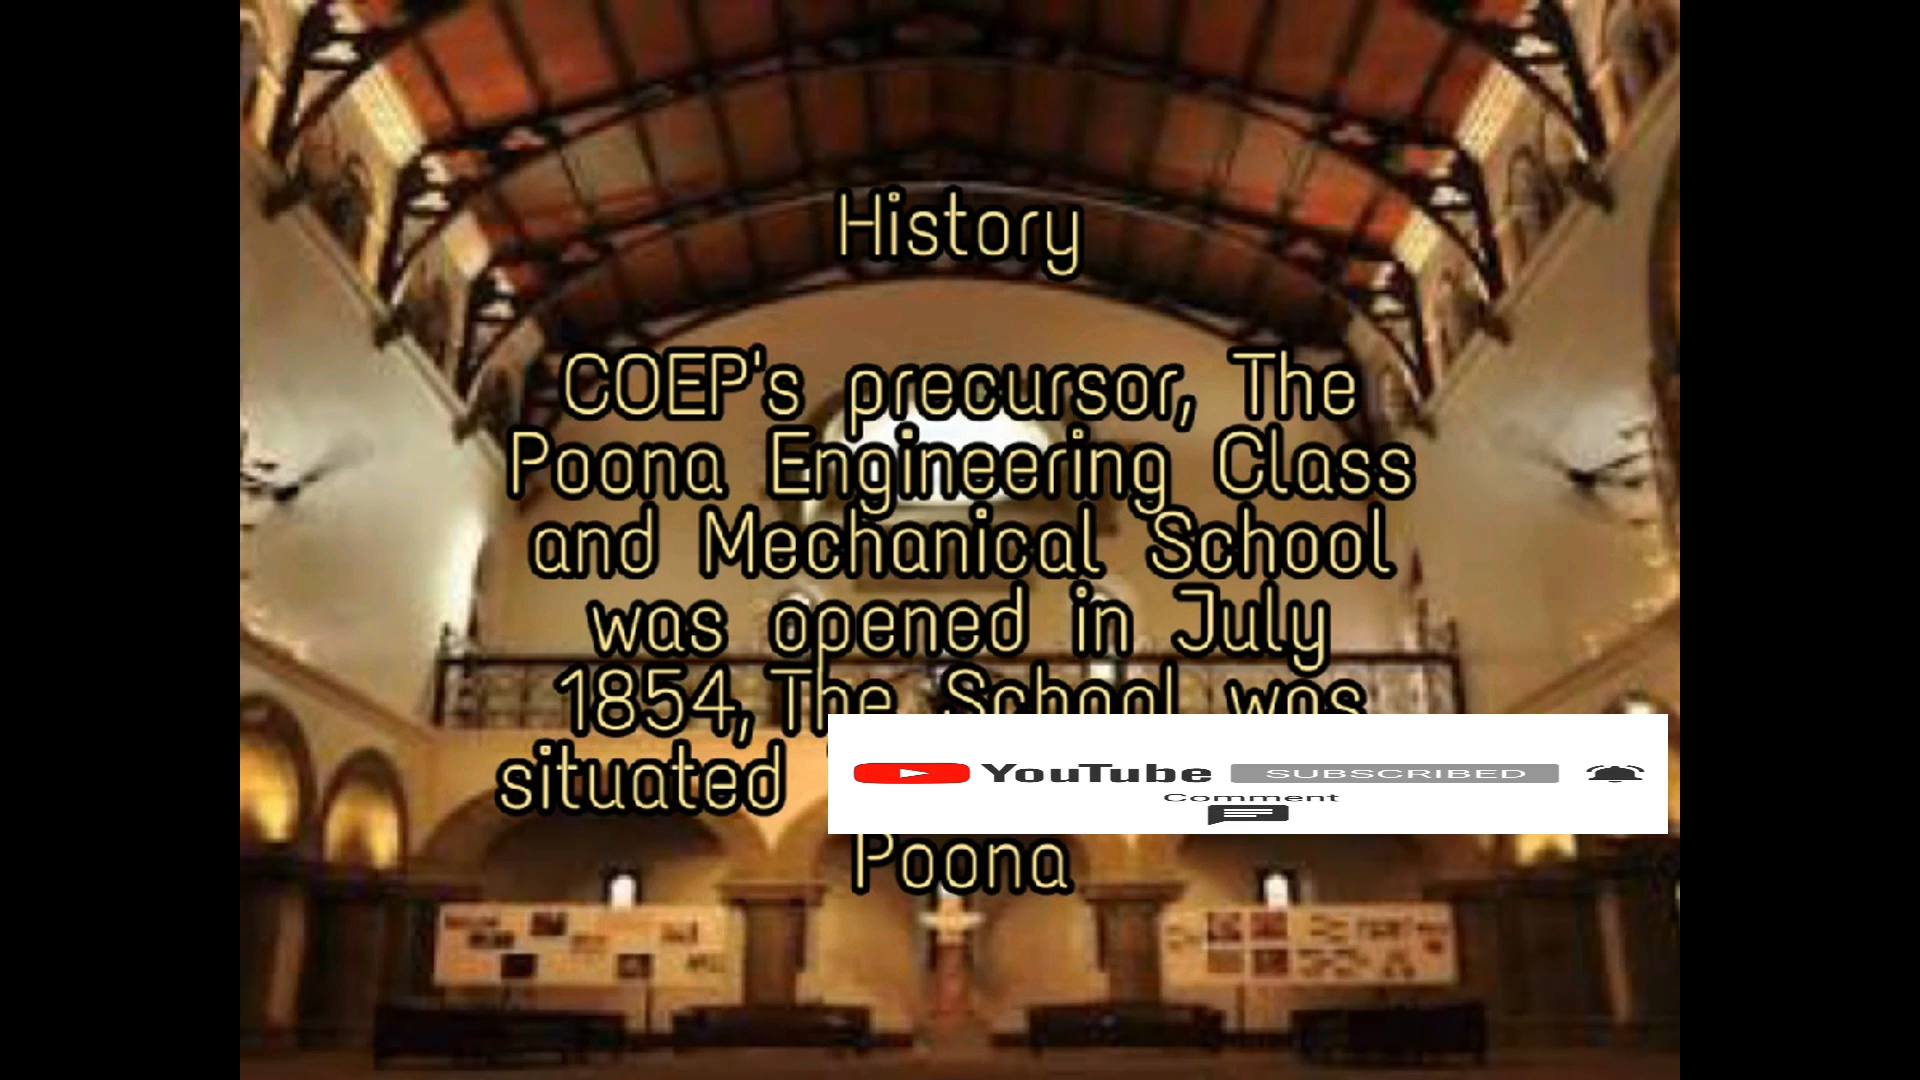 History
COEP's precursor, The
Poona Engineering Class
and Mechanical School
was opened in July
1854, The School was
situated
YouTube SUBSCRIBED
Comment
Poona